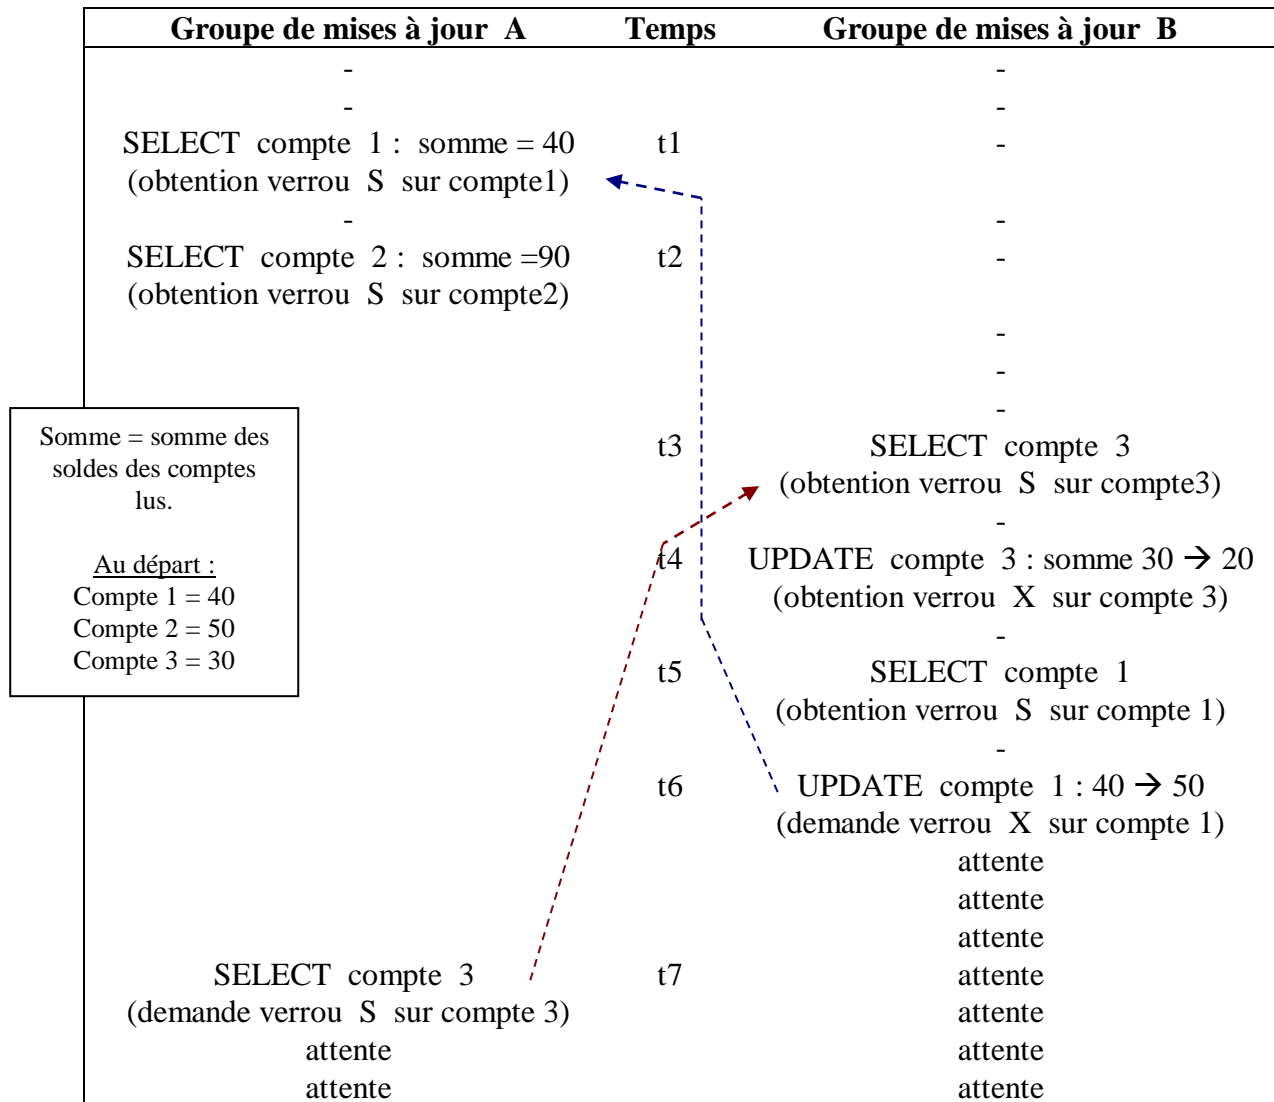 Groupe de mises à jour A Temps Groupe de mises à jour B
- -
- -
SELECT compte 1 : somme = 40 t1 -
(obtention verrou S sur compte1)
- -
SELECT compte 2 : somme =90 t2 -
(obtention verrou S sur compte2)
-
-
-
Somme = somme des
soldes des comptes
lus.
Au départ :
Compte 1 = 40
Compte 2 = 50
Compte 3 = 30
t3 SELECT compte 3
(obtention verrou S sur compte3)
-
t4 UPDATE compte 3 : somme 30 → 20
(obtention verrou X sur compte 3)
-
t5 SELECT compte 1
(obtention verrou S sur compte 1)
-
t6 UPDATE compte 1 : 40 → 50
(demande verrou X sur compte 1)
attente
attente
attente
SELECT compte 3 t7 attente
(demande verrou S sur compte 3) attente
attente attente
attente attente